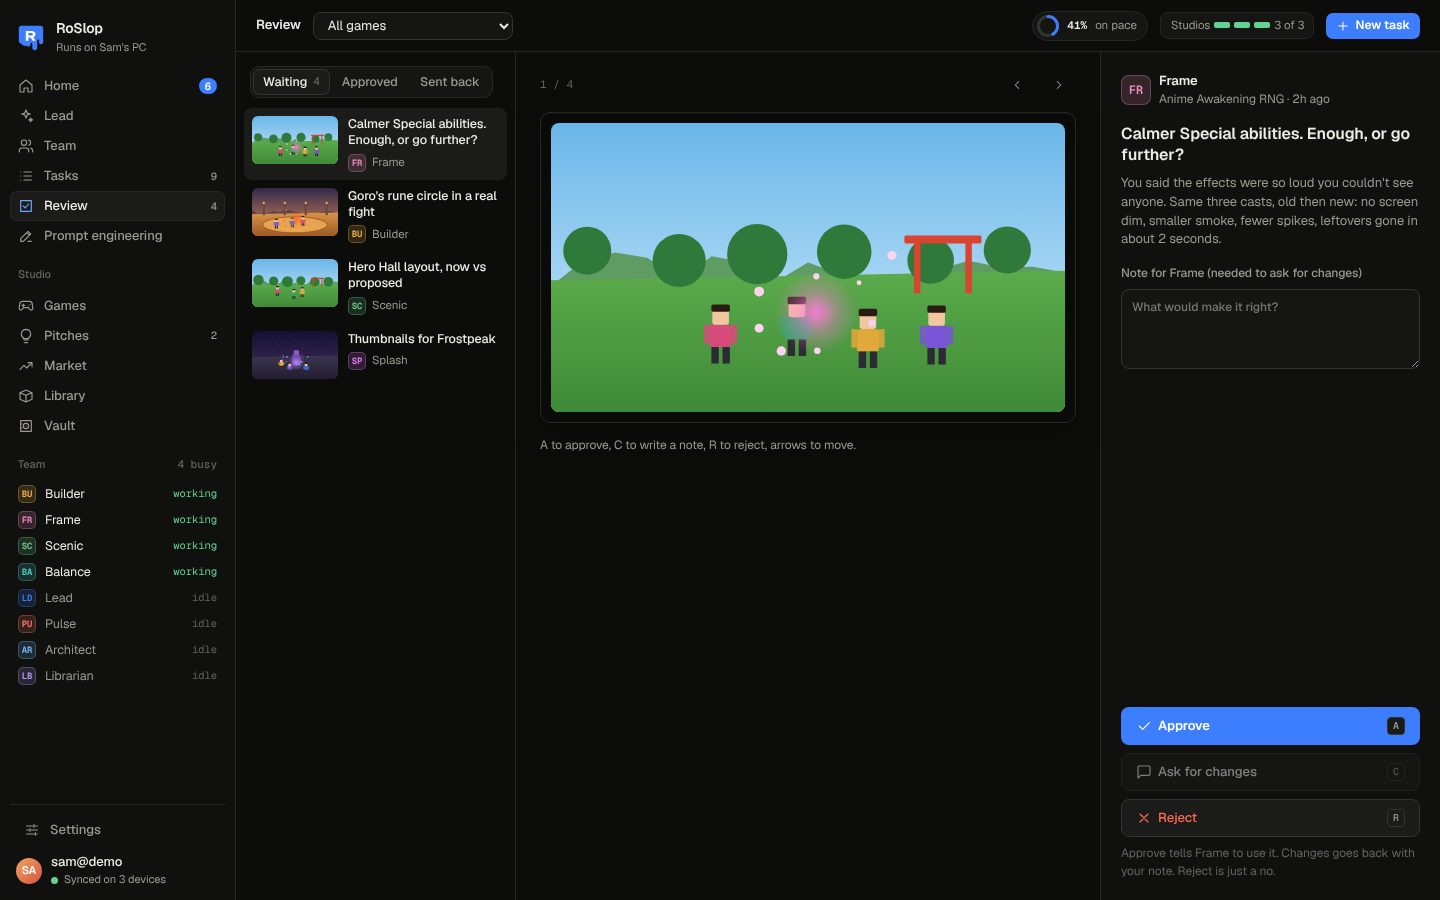 R
RoSlop
Runs on Sam's PC
Home 6
Lead
Team
Tasks 9
Review 4
Prompt engineering
Studio
Games
Pitches 2
Market
Library
Vault
Team 4 busy
BU Builder working
FR Frame working
SC Scenic working
BA Balance working
LD Lead idle
PU Pulse idle
AR Architect idle
LB Librarian idle
Settings
SA
sam@demo
Synced on 3 devices
Review
All games
41% on pace
Studios 3 of 3
New task
Waiting 4
Approved
Sent back
Calmer Special abilities.
Enough, or go further?
FR Frame
Goro's rune circle in a real
fight
BU Builder
Hero Hall layout, now vs
proposed
SC Scenic
Thumbnails for Frostpeak
SP Splash
1 / 4
A to approve, C to write a note, R to reject, arrows to move.
FR
Frame
Anime Awakening RNG · 2h ago
Calmer Special abilities. Enough, or go
further?
You said the effects were so loud you couldn't see
anyone. Same three casts, old then new: no screen
dim, smaller smoke, fewer spikes, leftovers gone in
about 2 seconds.
Note for Frame (needed to ask for changes)
What would make it right?
Approve A
Ask for changes C
Reject R
Approve tells Frame to use it. Changes goes back with
your note. Reject is just a no.